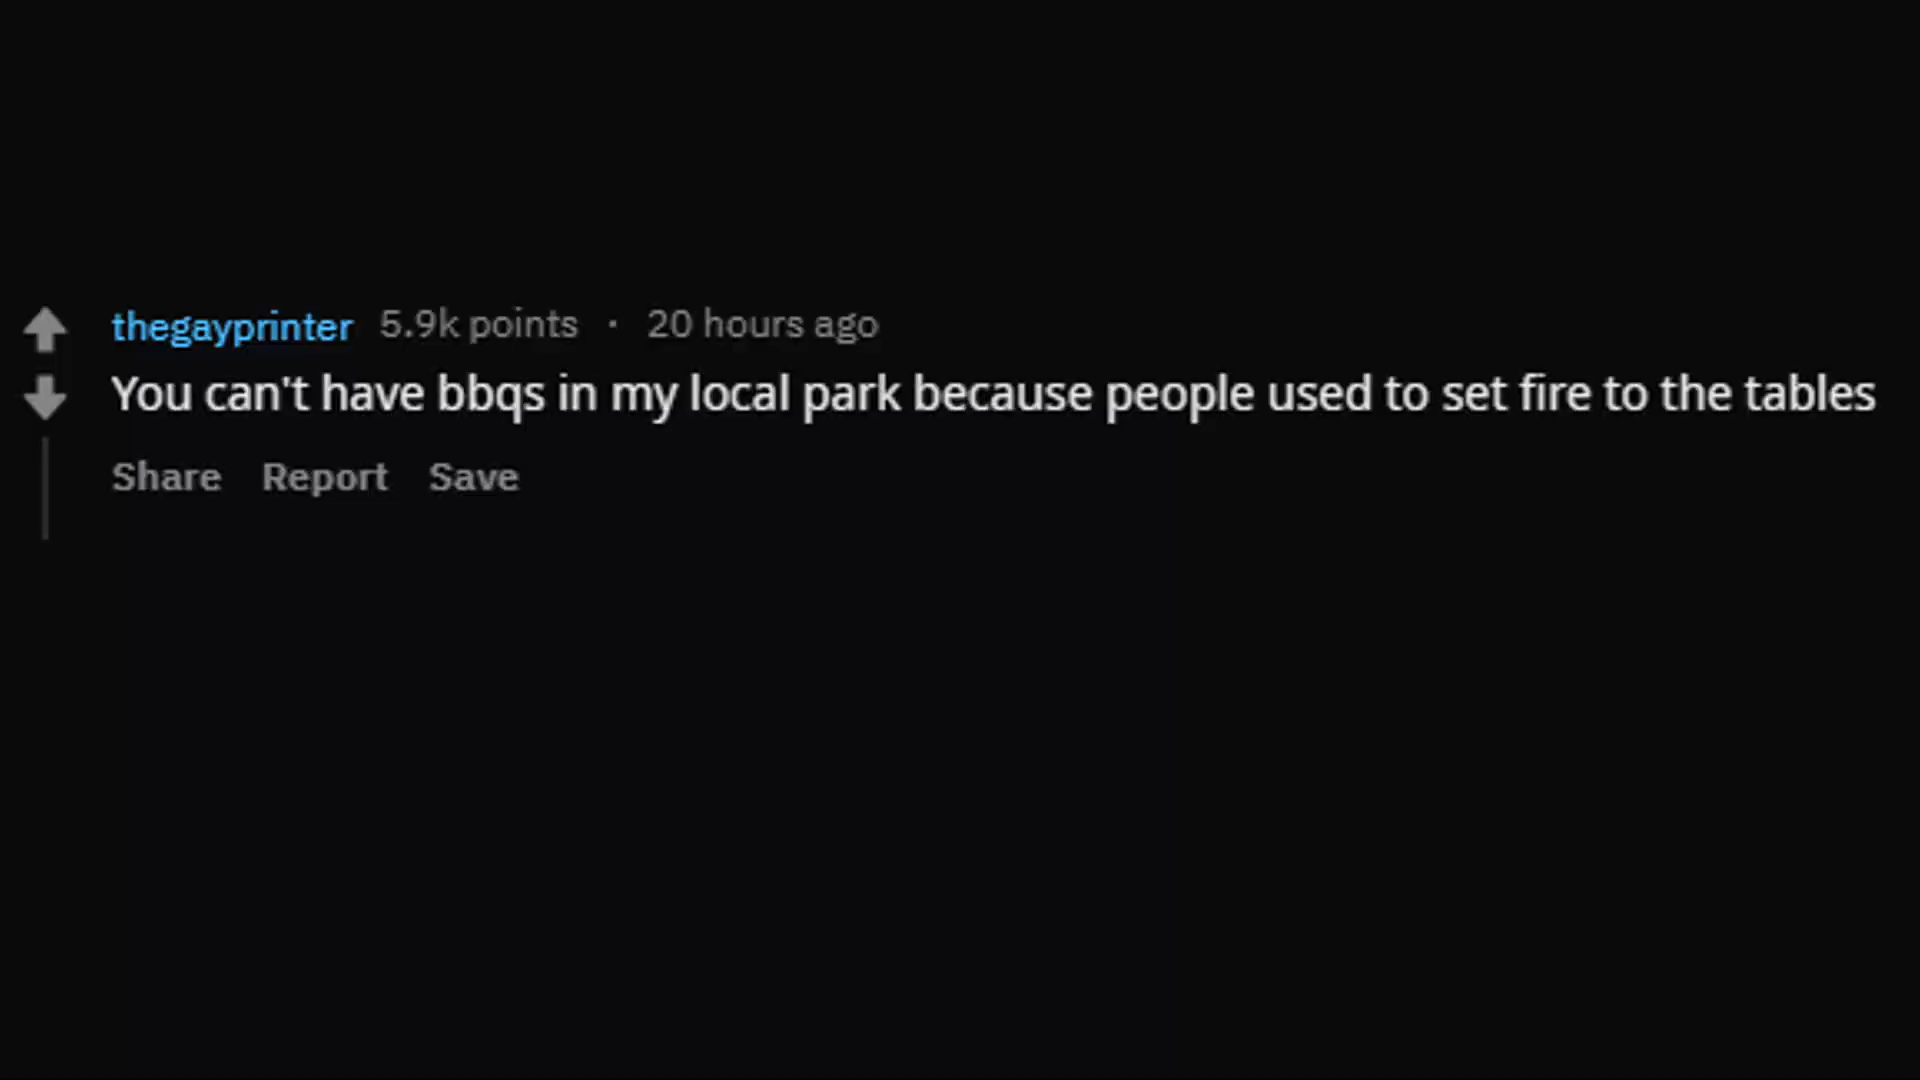 thegayprinter 5.9k points · 20 hours ago
You can't have bbqs in my local park because people used to set fire to the tables
Share Report Save